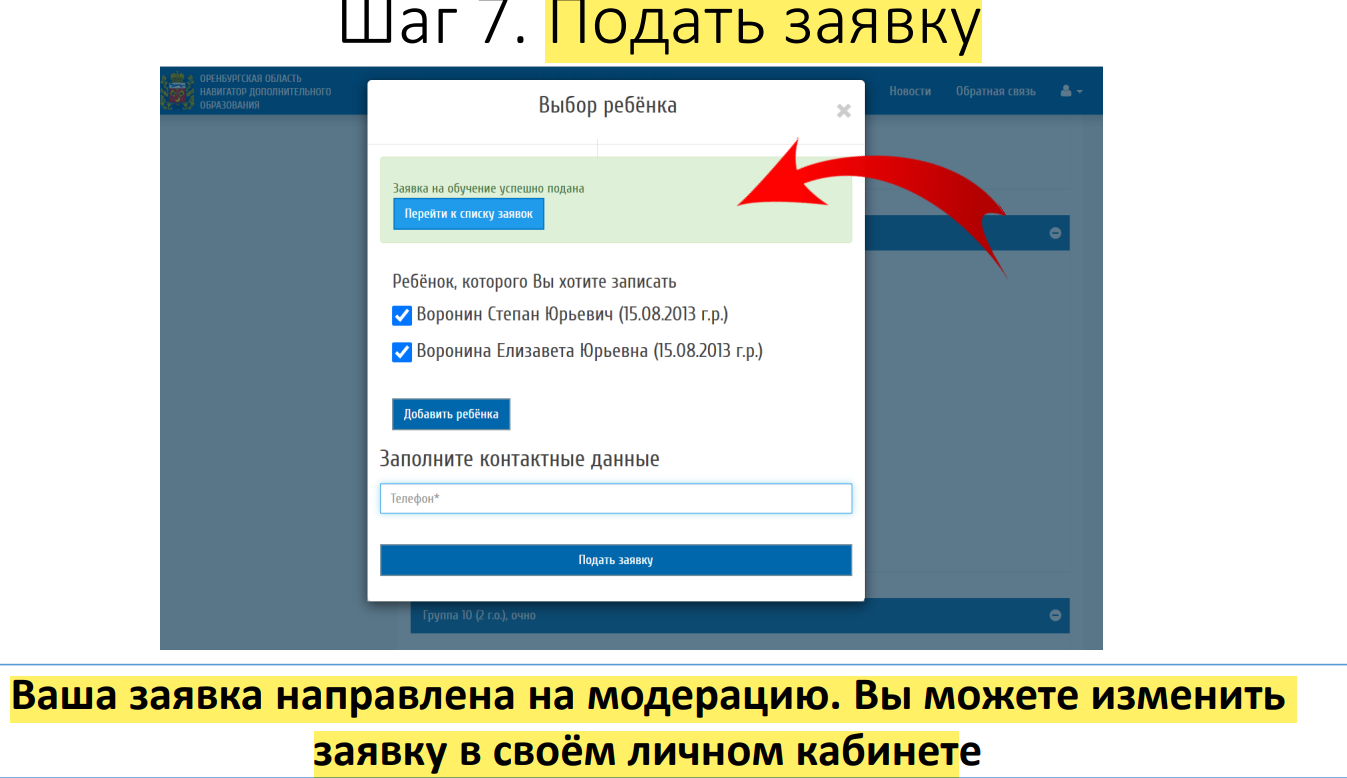 Шаг 7. Подать заявку
ОРЕНБУРГСКАЯ ОБЛАСТЬ
НАВИГАТОР ДОПОЛНИТЕЛЬНОГО
ОБРАЗОВАНИЯ
Новости Обратная связь
Выбор ребёнка
Заявка на обучение успешно подана
Перейти к списку заявок
Ребёнок, которого Вы хотите записать
Воронин Степан Юрьевич (15.08.2013 г.р.)
Воронина Елизавета Юрьевна (15.08.2013 г.р.)
Добавить ребёнка
Заполните контактные данные
Телефон*
Подать заявку
Группа 10 (2 г.о.), очно
Ваша заявка направлена на модерацию. Вы можете изменить
заявку в своём личном кабинете